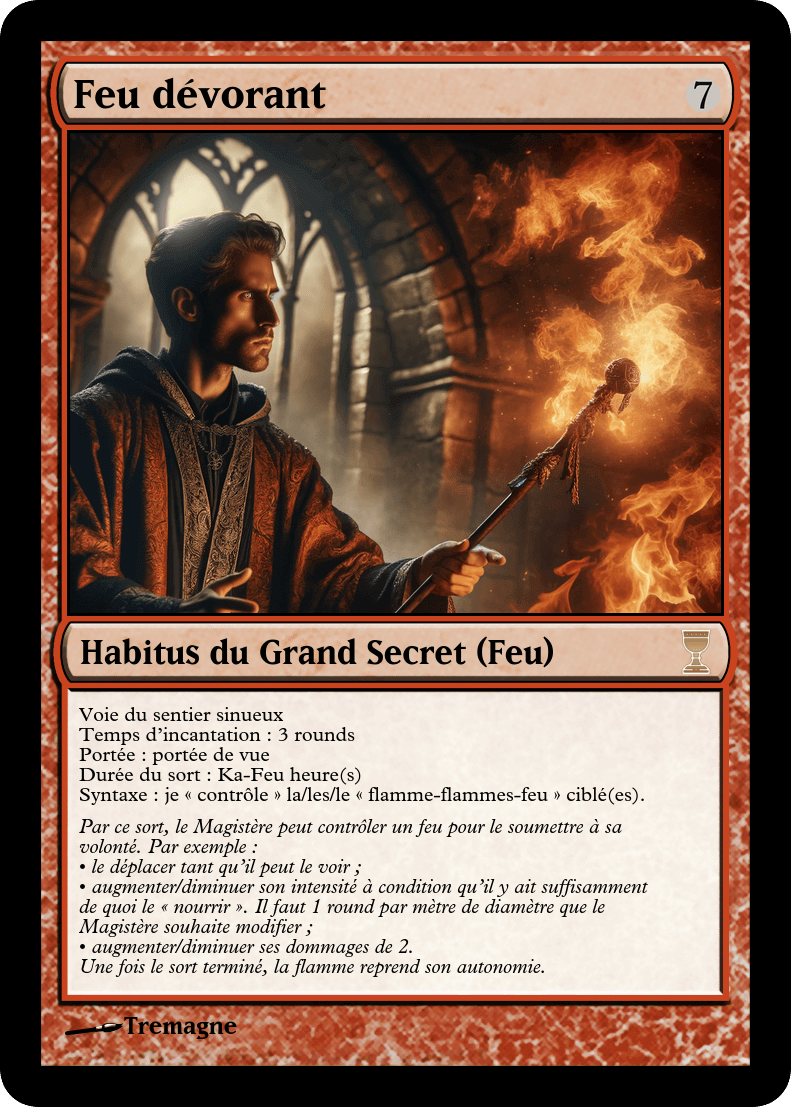 Feu dévorant
7
Habitus du Grand Secret (Feu)
Voie du sentier sinueux
Temps d'incantation : 3 rounds
Portée : portée de vue
Durée du sort : Ka-Feu heure(s)
Syntaxe : je « contrôle » la/les/le « flamme-flammes-feu » ciblé(es).
Par ce sort, le Magistère peut contrôler un feu pour le soumettre à sa
volonté. Par exemple :
• le déplacer tant qu'il peut le voir ;
• augmenter/diminuer son intensité à condition qu'il y ait suffisamment
de quoi le « nourrir ». Il faut 1 round par mètre de diamètre que le
Magistère souhaite modifier ;
• augmenter/diminuer ses dommages de 2.
Une fois le sort terminé, la flamme reprend son autonomie.
Tremagne